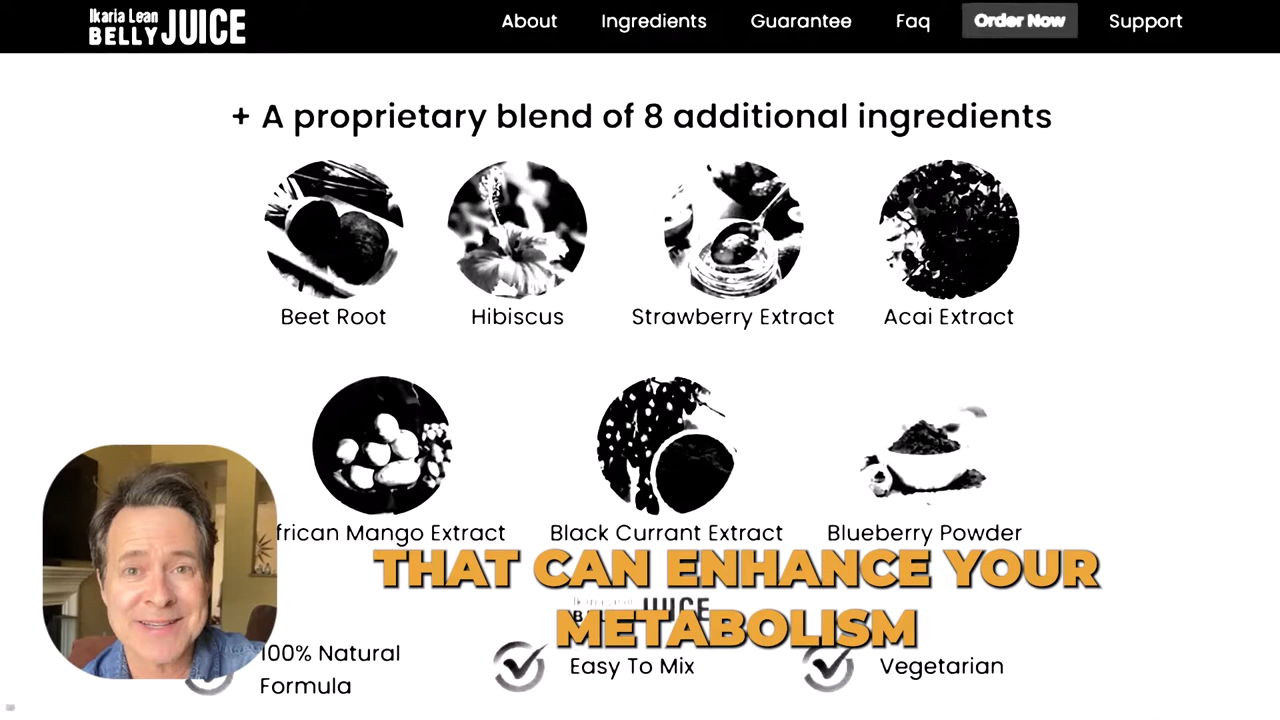 Ikaria Lean
BELLY JUICE
About
Ingredients
Guarantee
Faq
Order Now
Support
+ A proprietary blend of 8 additional ingredients
Beet Root
Hibiscus
Strawberry Extract
Acai Extract
frican Mango Extract
Black Currant Extract
Blueberry Powder
THAT CAN ENHANCE YOUR
METABOLISM
JUICE
100% Natural
Formula
Easy To Mix
Vegetarian